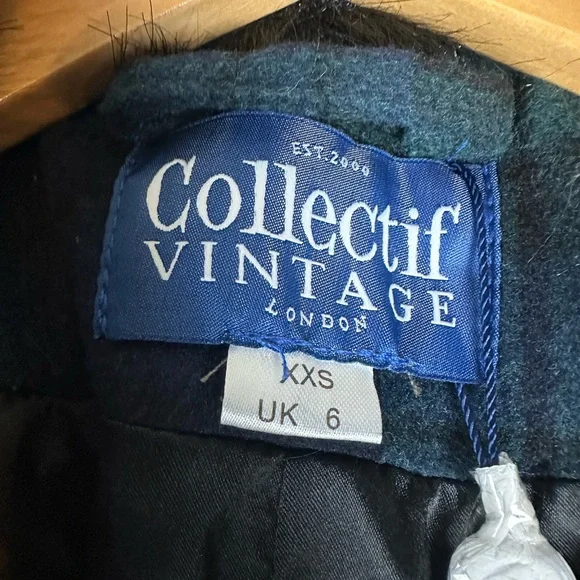 EST. 2000
Collectif
VINTAGE
LONDON
XXS
UK 6